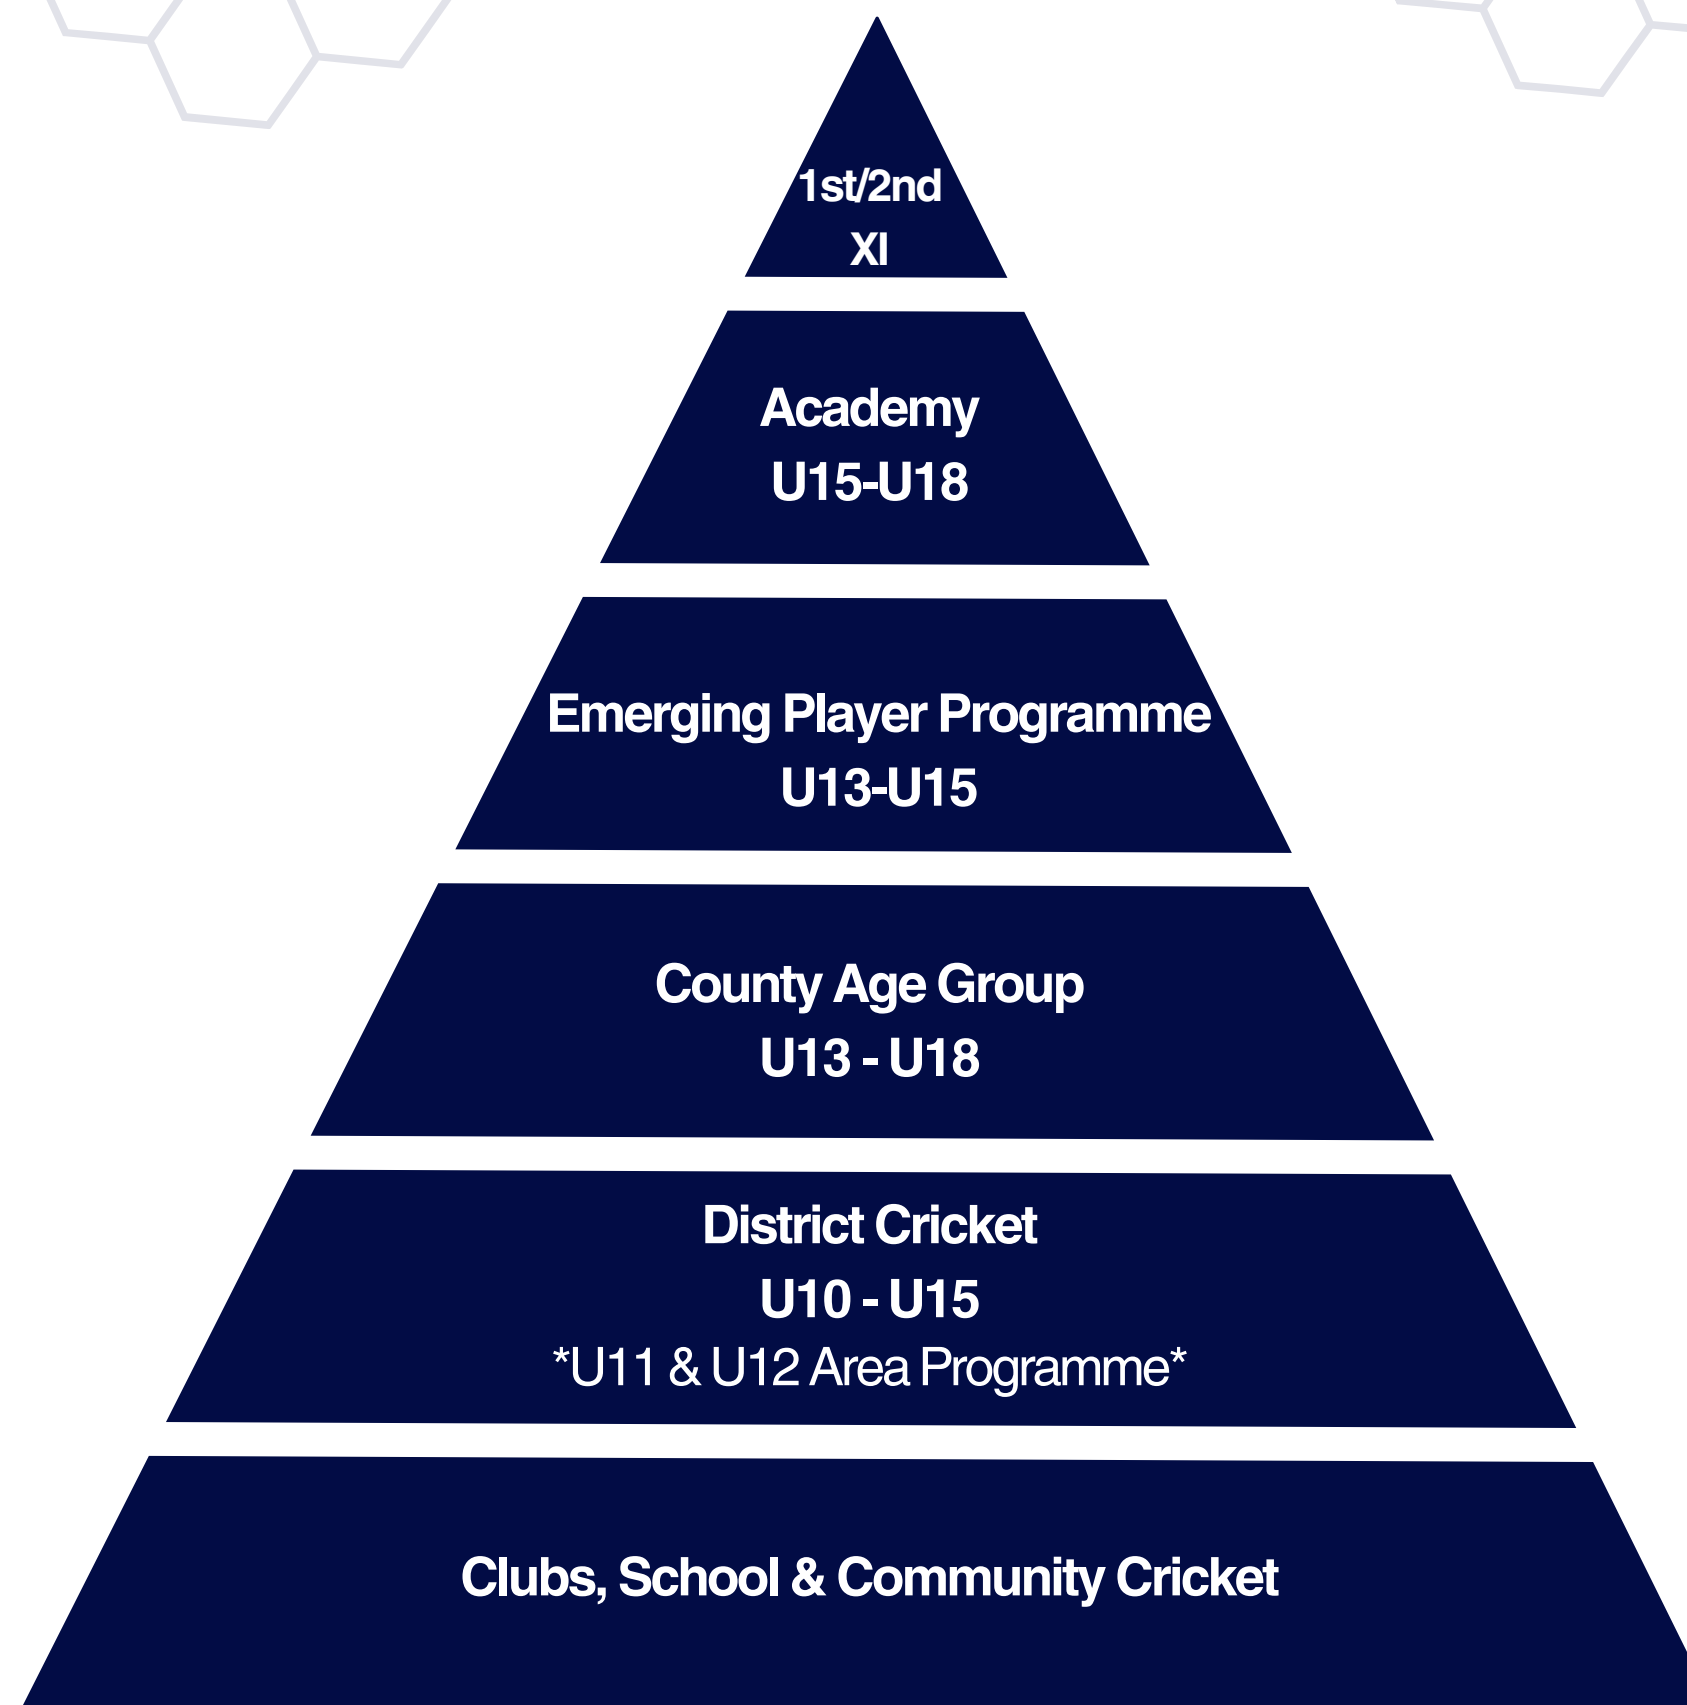 1st/2nd
XI
Academy
U15-U18
Emerging Player Programme
U13-U15
County Age Group
U13 - U18
District Cricket
U10 - U15
*U11 & U12 Area Programme*
Clubs, School & Community Cricket